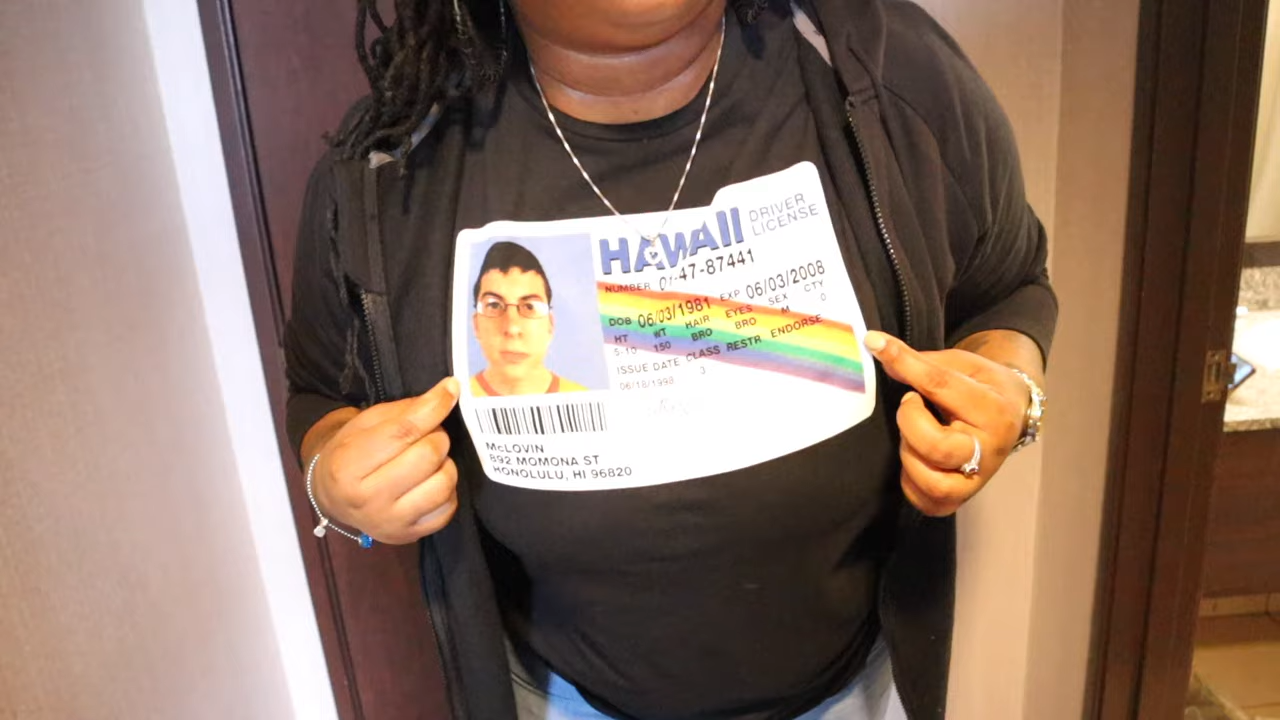 HAWAII DRIVER LICENSE
NUMBER 01-47-87441
DOB 06/03/1981 EXP 06/03/2008
HT WT HAIR EYES SEX CTY
5-10 150 BRO BRO M 0
ISSUE DATE CLASS RESTR ENDORSE
06/18/1998 3
McLOVIN
892 MOMONA ST
HONOLULU, HI 96820